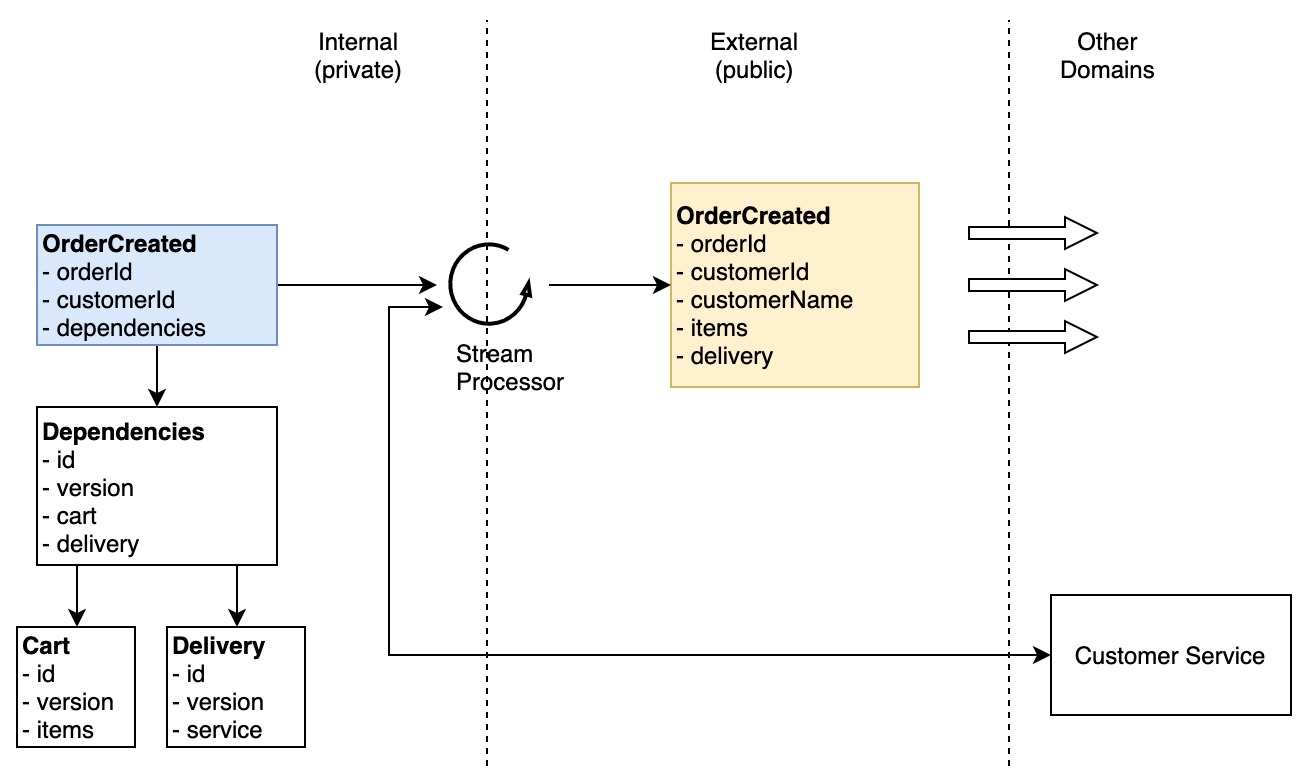 Internal
(private)
External
(public)
Other
Domains
OrderCreated
- orderId
- customerId
- dependencies
Dependencies
- id
- version
- cart
- delivery
Cart
- id
- version
- items
Delivery
- id
- version
- service
Stream
Processor
OrderCreated
- orderId
- customerId
- customerName
- items
- delivery
Customer Service